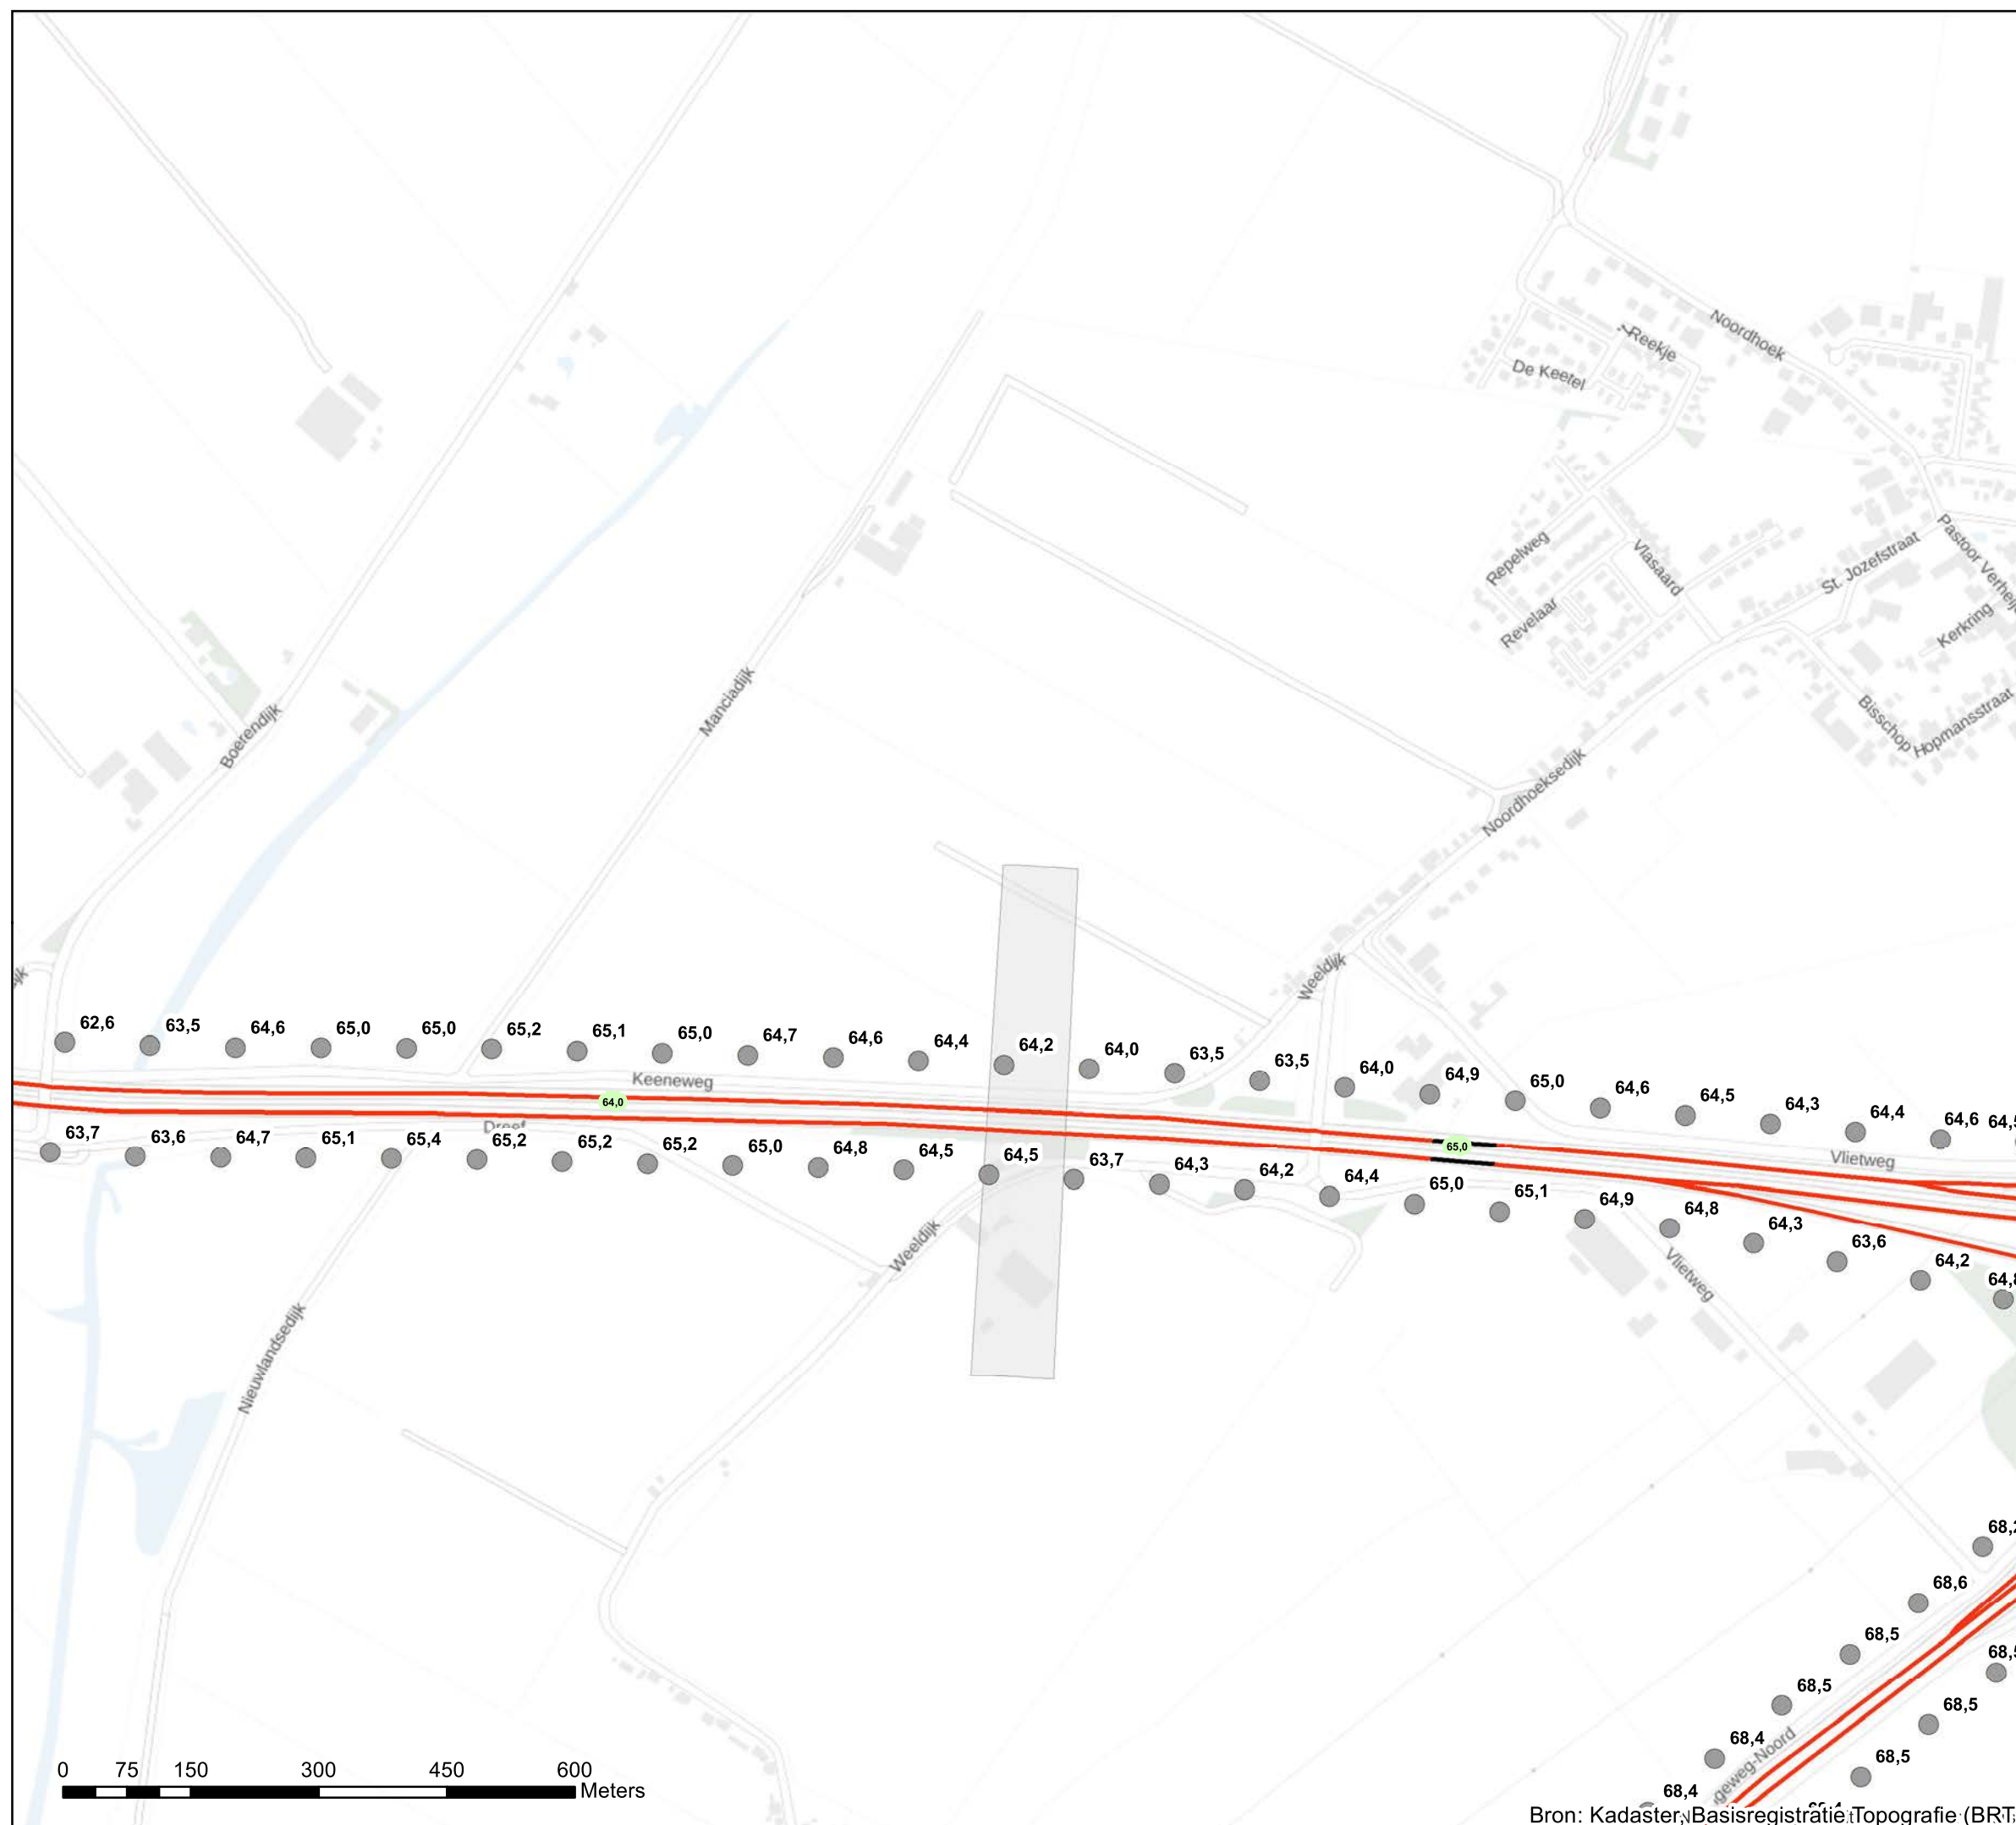 Noordhoek
Reekje
De Keetel
Repelweg
Vlasaard
Revelaar
St. Jozefstraat
Pastoor
Kerkring
Bisschop
Hopmansstraat
Boerendijk
Manciadijk
Noordhoeksedijk
Weeldijk
62,6
63,5
64,6
65,0
65,0
65,2
65,1
65,0
64,7
64,6
64,4
64,2
64,0
63,5
63,5
64,0
64,9
65,0
64,6
64,5
64,3
64,4
64,6
Keeneweg
64,0
65,0
Dreef
Vlietweg
63,7
63,6
64,7
65,1
65,4
65,2
65,2
65,2
65,0
64,8
64,5
64,5
63,7
64,3
64,2
64,4
65,0
65,1
64,9
64,8
64,3
63,6
64,2
Weeldijk
Vlietweg
Nieuwlandsedijk
68,6
68,5
68,5
68,5
68,4
68,5
68,4
0 75 150 300 450 600
Meters
Bron: Kadaster, Basisregistratie Topografie (BRT